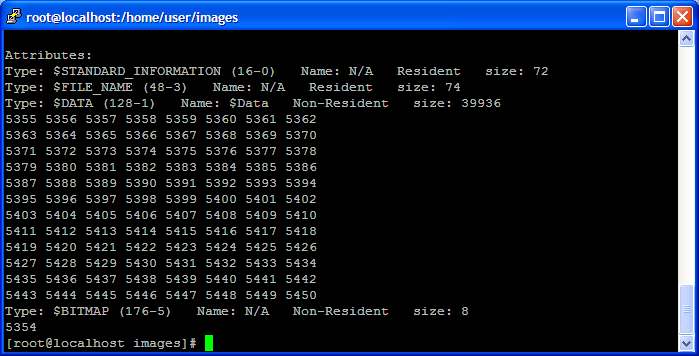 root@localhost:/home/user/images
Attributes:
Type: $STANDARD_INFORMATION (16-0)   Name: N/A   Resident   size: 72
Type: $FILE_NAME (48-3)   Name: N/A   Resident   size: 74
Type: $DATA (128-1)   Name: $Data   Non-Resident   size: 39936
5355 5356 5357 5358 5359 5360 5361 5362
5363 5364 5365 5366 5367 5368 5369 5370
5371 5372 5373 5374 5375 5376 5377 5378
5379 5380 5381 5382 5383 5384 5385 5386
5387 5388 5389 5390 5391 5392 5393 5394
5395 5396 5397 5398 5399 5400 5401 5402
5403 5404 5405 5406 5407 5408 5409 5410
5411 5412 5413 5414 5415 5416 5417 5418
5419 5420 5421 5422 5423 5424 5425 5426
5427 5428 5429 5430 5431 5432 5433 5434
5435 5436 5437 5438 5439 5440 5441 5442
5443 5444 5445 5446 5447 5448 5449 5450
Type: $BITMAP (176-5)   Name: N/A   Non-Resident   size: 8
5354
[root@localhost images]#